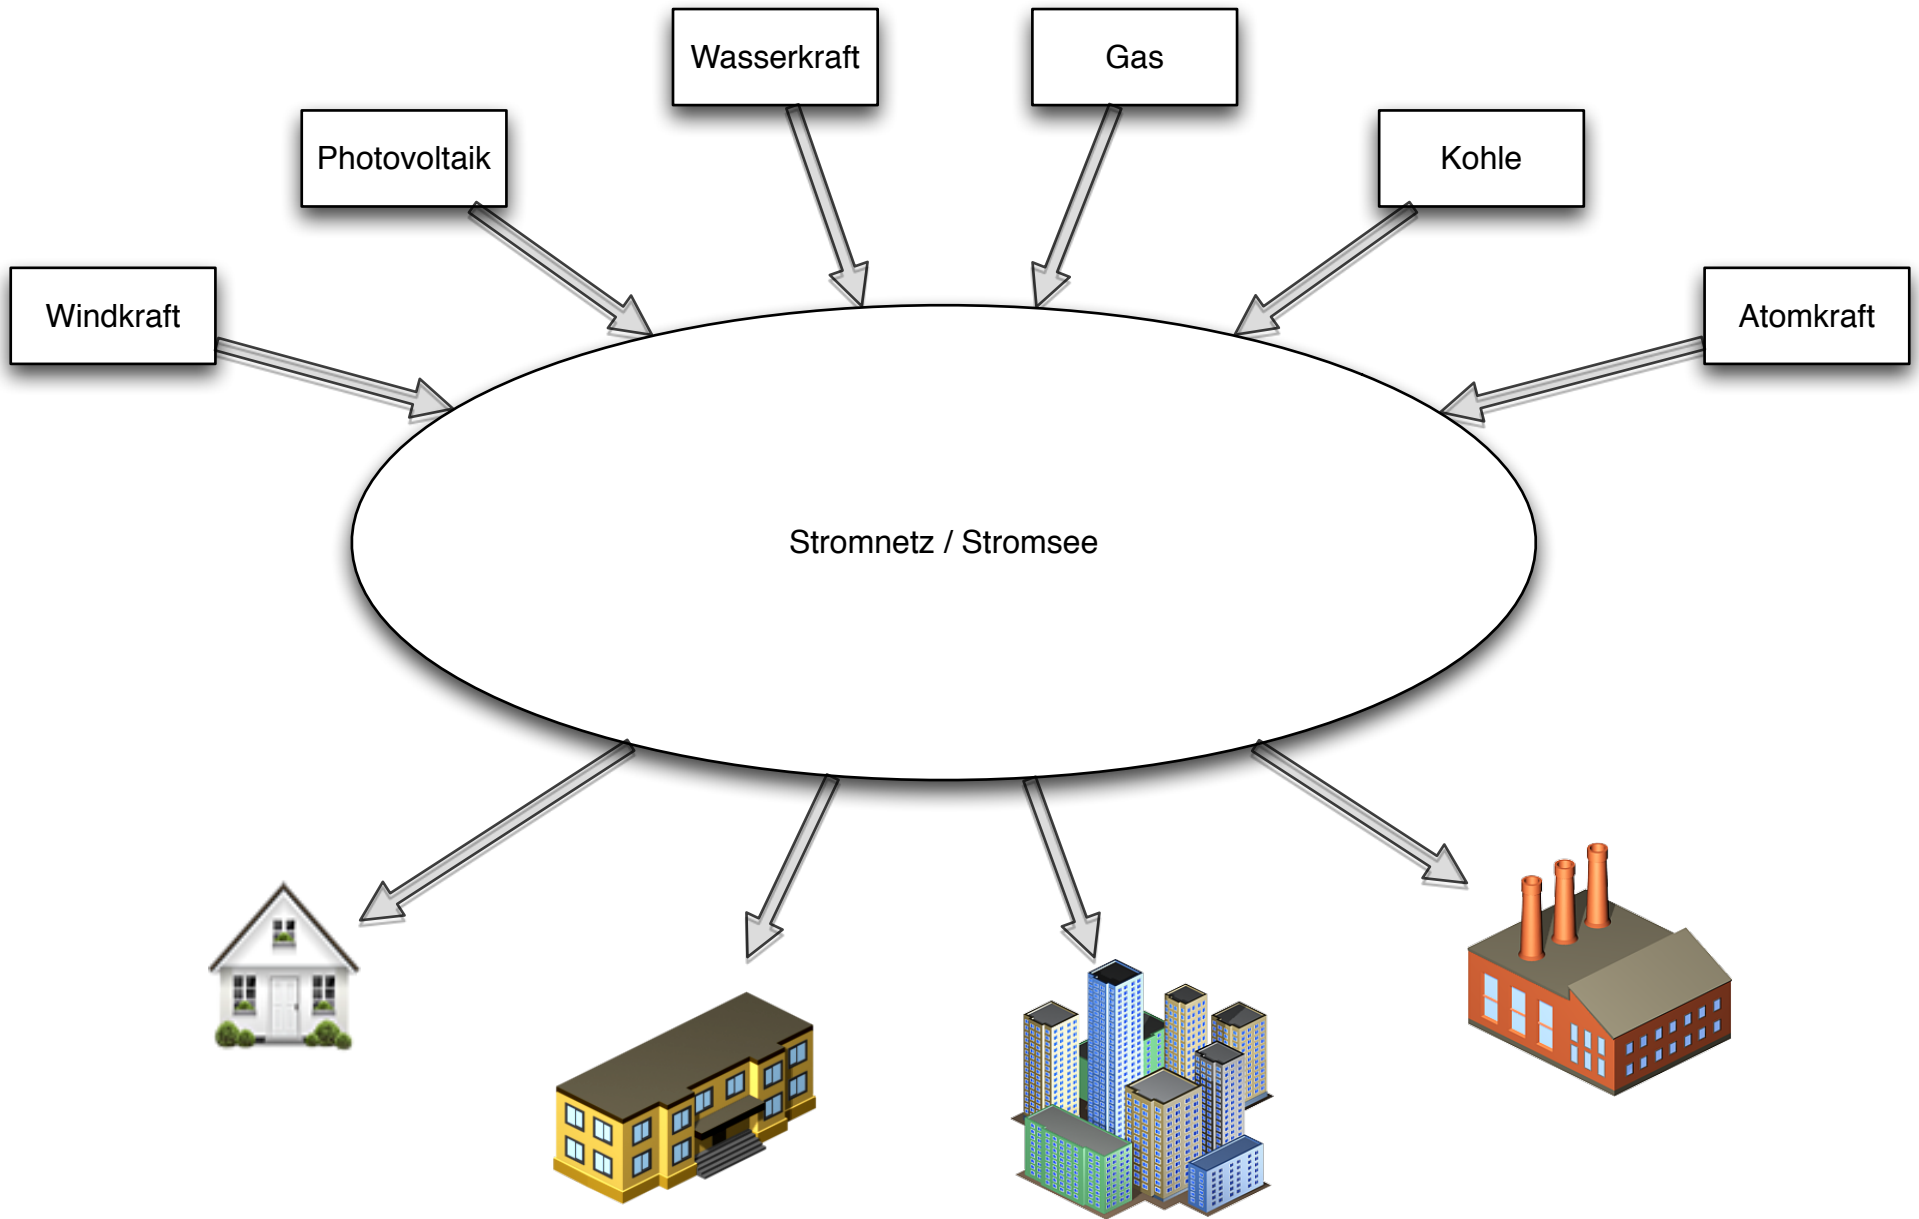 Wasserkraft
Gas
Photovoltaik
Kohle
Windkraft
Atomkraft
Stromnetz / Stromsee